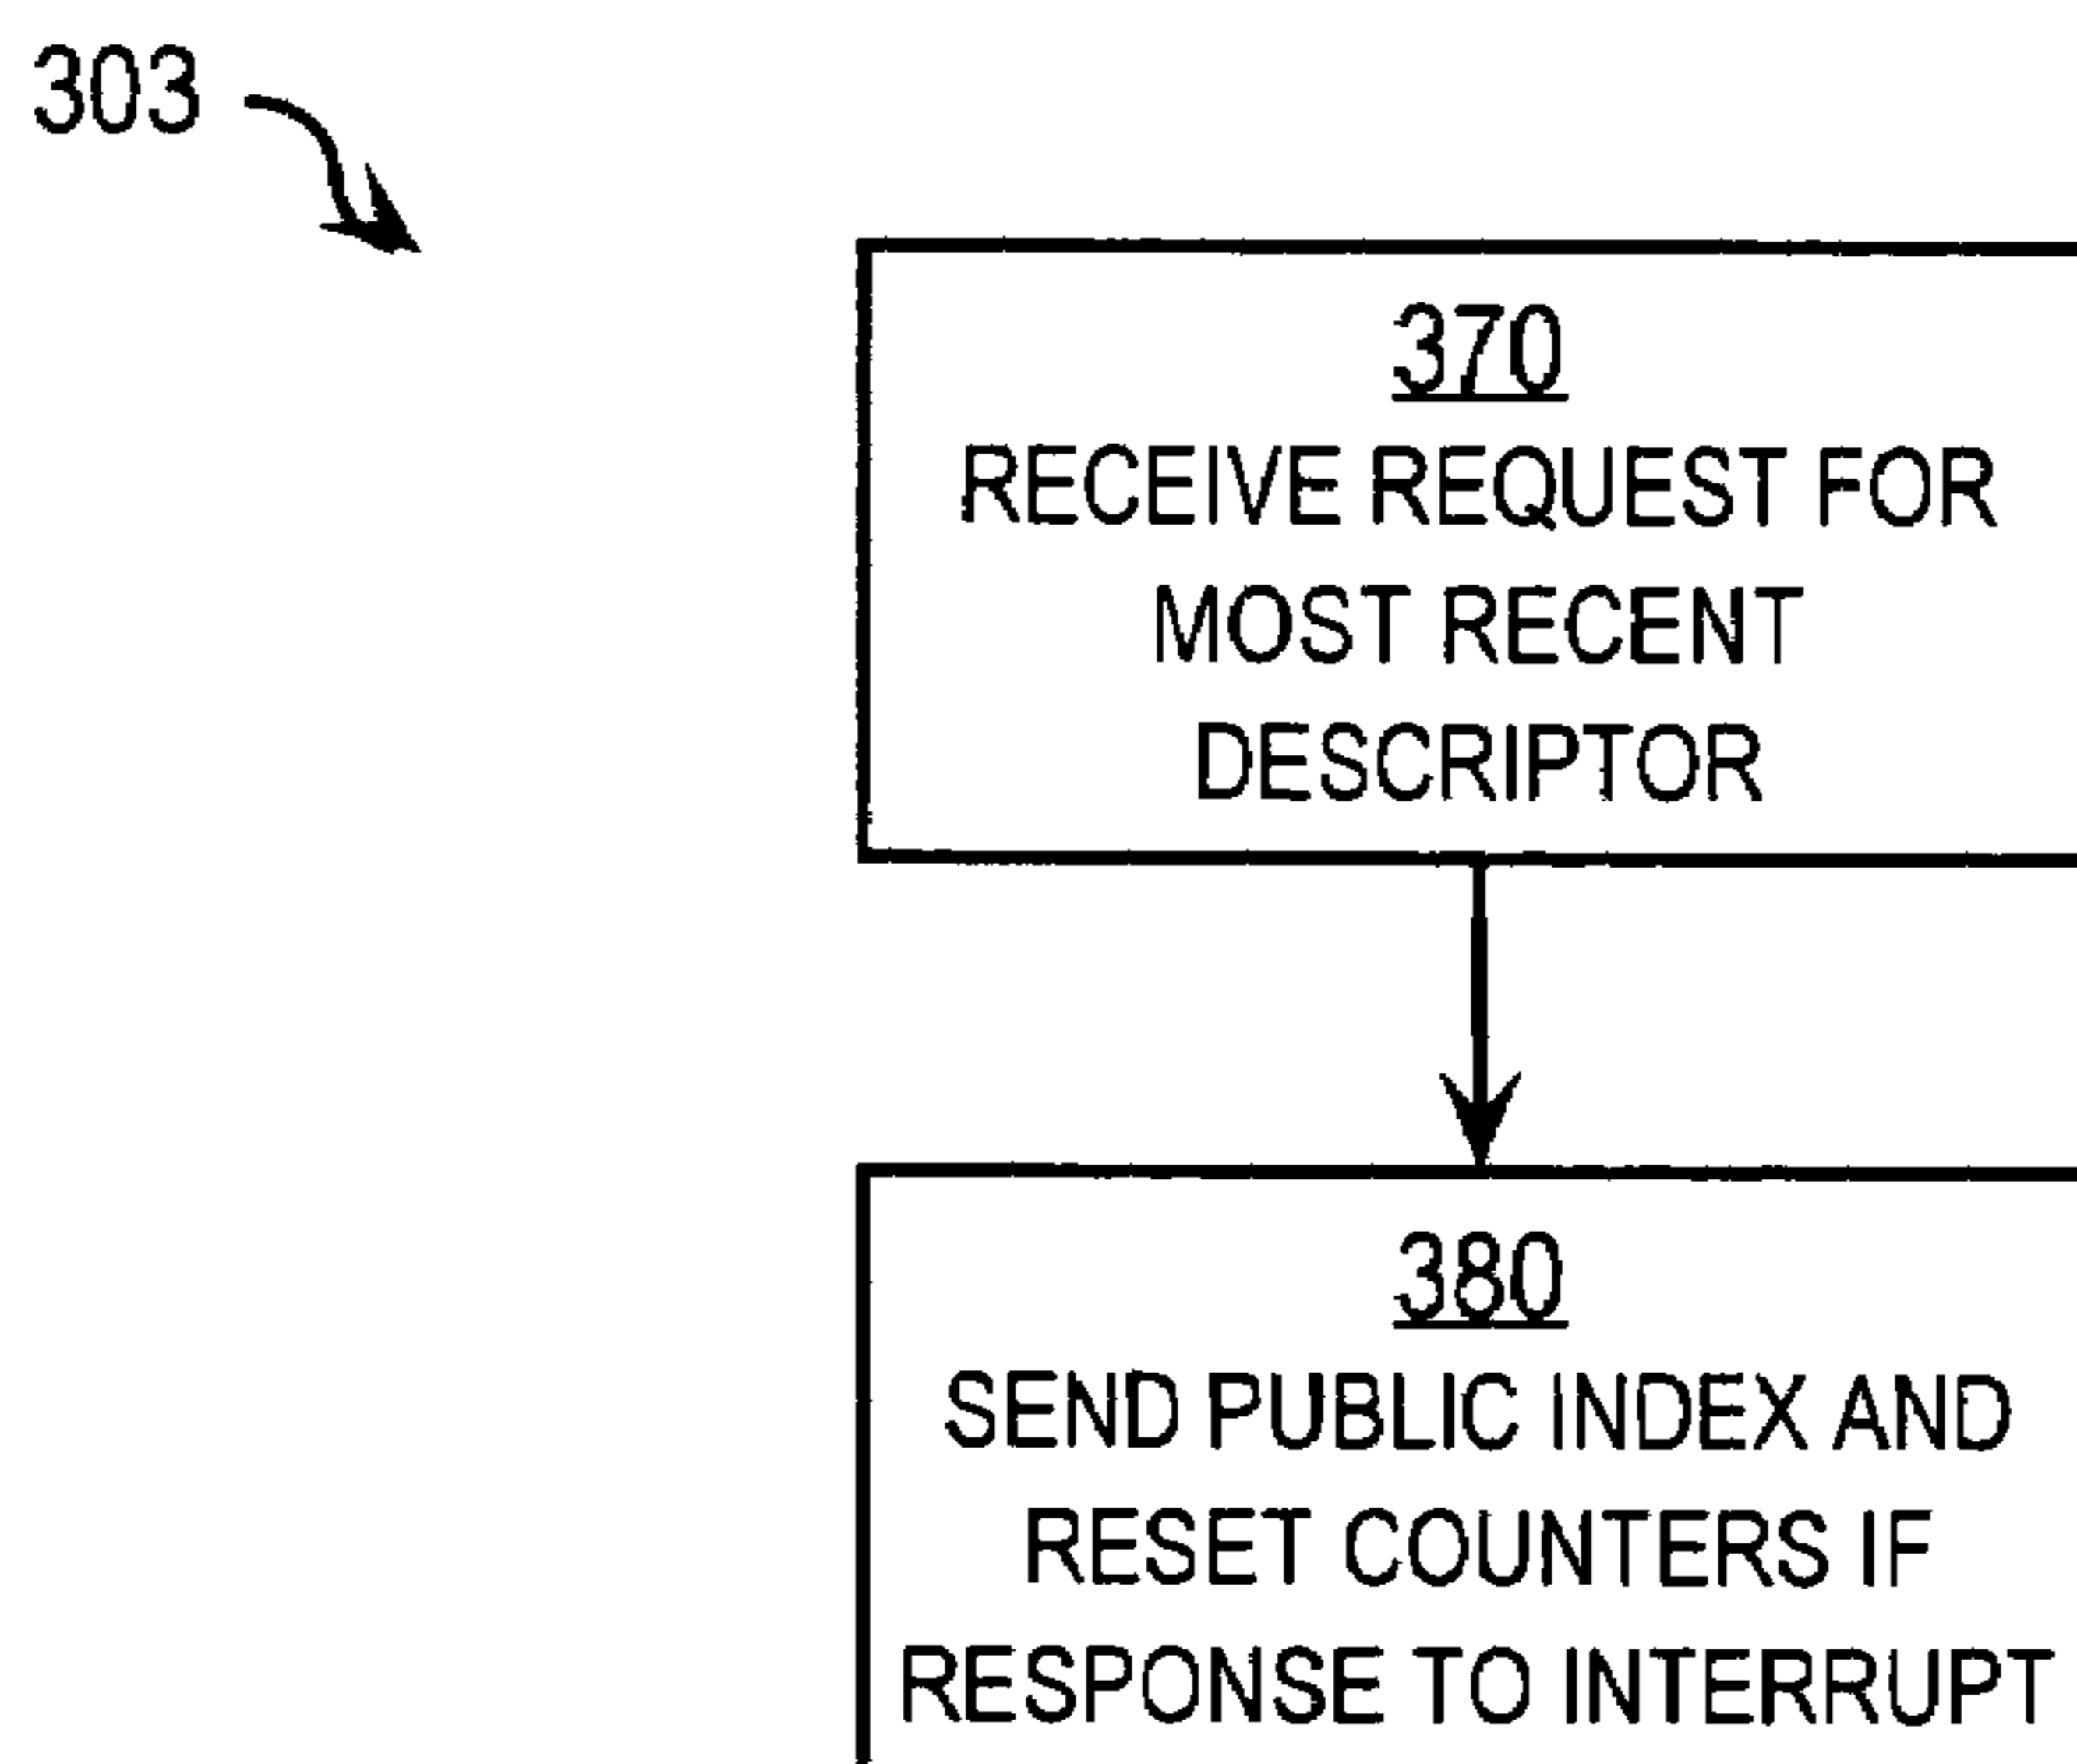 303
370
RECEIVE REQUEST FOR
MOST RECENT
DESCRIPTOR
380
SEND PUBLIC INDEX AND
RESET COUNTERS IF
RESPONSE TO INTERRUPT